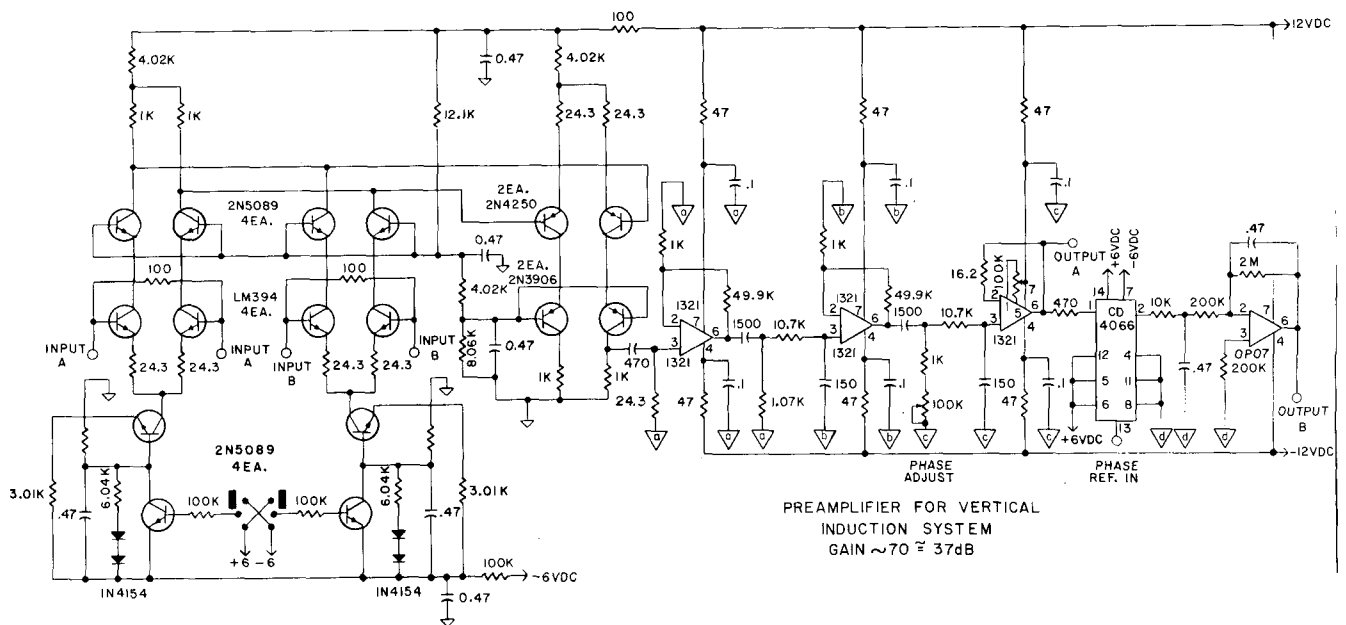 100
12VDC
4.02K
0.47
4.02K
1K
1K
12.1K
24.3
24.3
47
47
47
.1
.1
.1
a
a
b
b
c
2N5089
4EA.
2EA.
2N4250
0.47
1K
1K
100
100
LM394
4EA.
4.02K
2EA.
2N3906
49.9K
49.9K
16.2
100K
OUTPUT
A
+6VDC
-6VDC
.47
2M
INPUT
A
INPUT
A
INPUT
B
INPUT
B
24.3
24.3
24.3
24.3
8.06K
0.47
1K
1K
470
24.3
a
2
3
7
6
4
1321
1321
1500
10.7K
1.07K
a
47
.1
a
150
b
2
3
7
6
4
1321
1321
1500
10.7K
1K
100K
c
47
.1
b
150
c
2
3
7
5
6
4
1321
47
.1
c
470
14
7
1
2
CD
4066
12
5
6
4
11
8
13
+6VDC
d
10K
200K
.47
d
2
3
7
6
4
OP07
200K
d
OUTPUT
B
-12VDC
PHASE
ADJUST
PHASE
REF. IN
2N5089
4EA.
3.01K
.47
6.04K
100K
100K
+6 -6
6.04K
.47
3.01K
1N4154
1N4154
100K
-6VDC
0.47
PREAMPLIFIER FOR VERTICAL
INDUCTION SYSTEM
GAIN ~70 ≅ 37dB